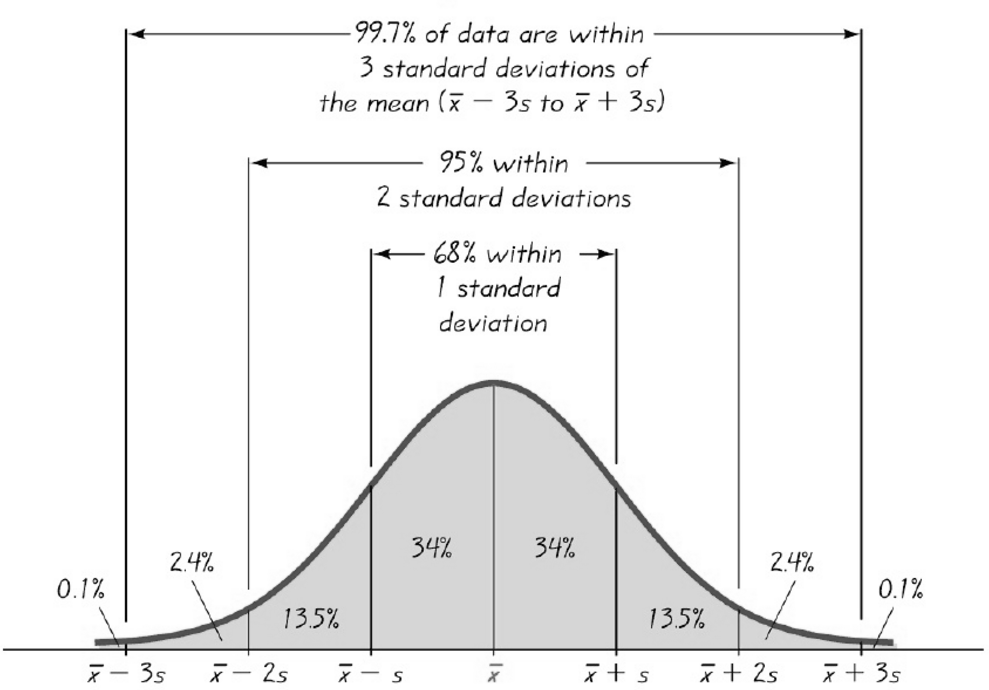 99.7% of data are within
3 standard deviations of
the mean (x̄ − 3s to x̄ + 3s)
95% within
2 standard deviations
68% within
1 standard
deviation
34% 34%
2.4% 2.4%
0.1% 0.1%
13.5% 13.5%
x̄ − 3s x̄ − 2s x̄ − s x̄ x̄ + s x̄ + 2s x̄ + 3s